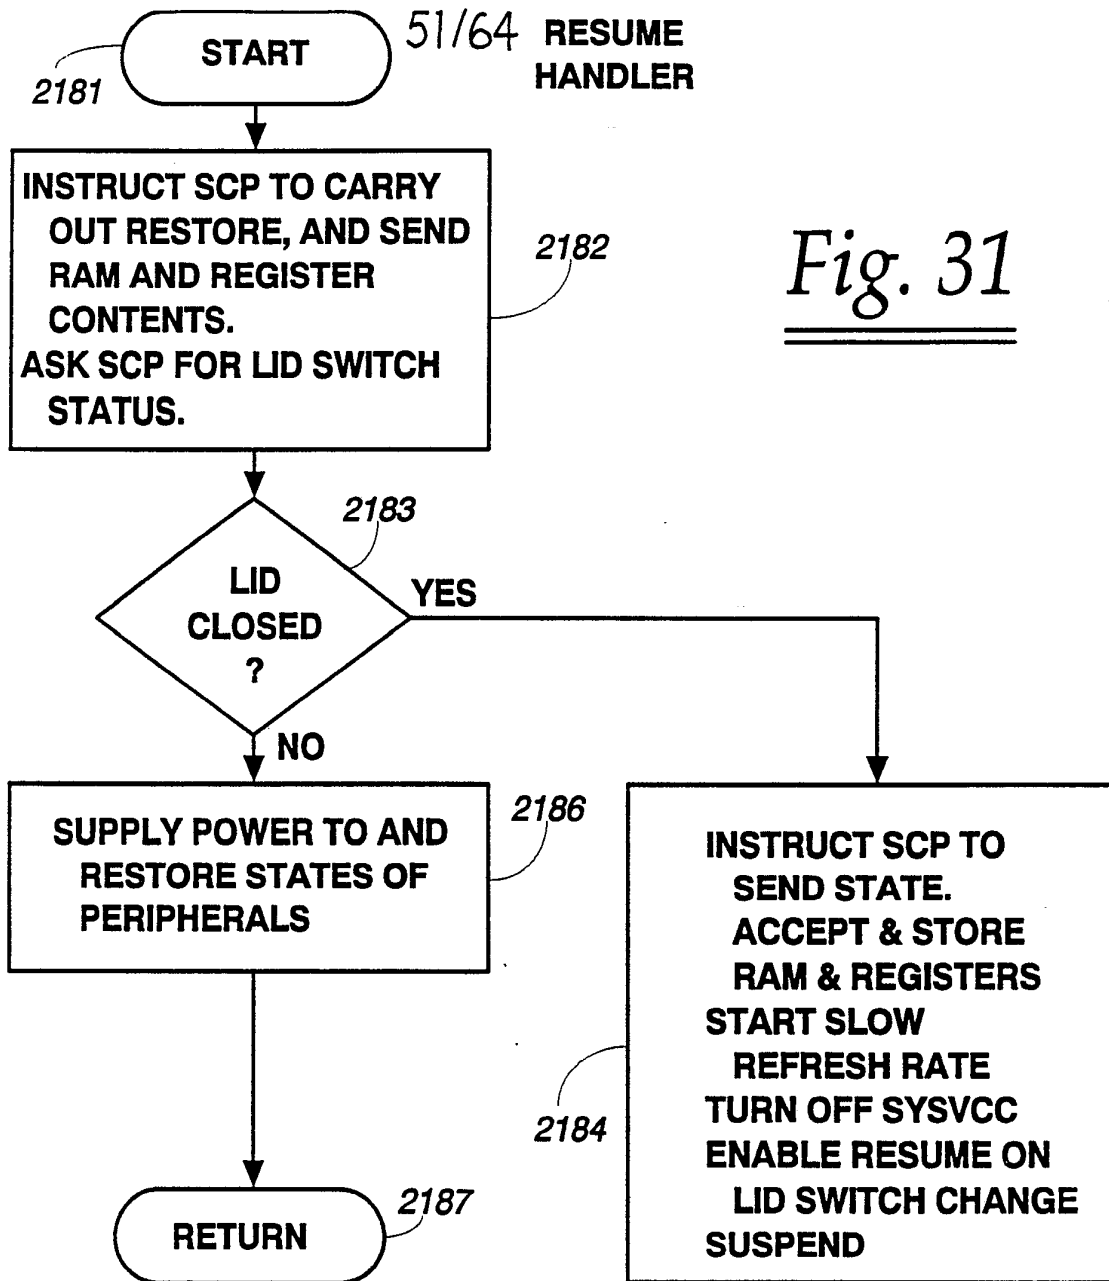 51/64 RESUME
HANDLER
START
2181
INSTRUCT SCP TO CARRY
OUT RESTORE, AND SEND
RAM AND REGISTER
CONTENTS.
ASK SCP FOR LID SWITCH
STATUS.
2182
Fig. 31
2183
LID
CLOSED
?
YES
NO
SUPPLY POWER TO AND
RESTORE STATES OF
PERIPHERALS
2186
INSTRUCT SCP TO
SEND STATE.
ACCEPT & STORE
RAM & REGISTERS
START SLOW
REFRESH RATE
TURN OFF SYSVCC
ENABLE RESUME ON
LID SWITCH CHANGE
SUSPEND
2184
RETURN
2187